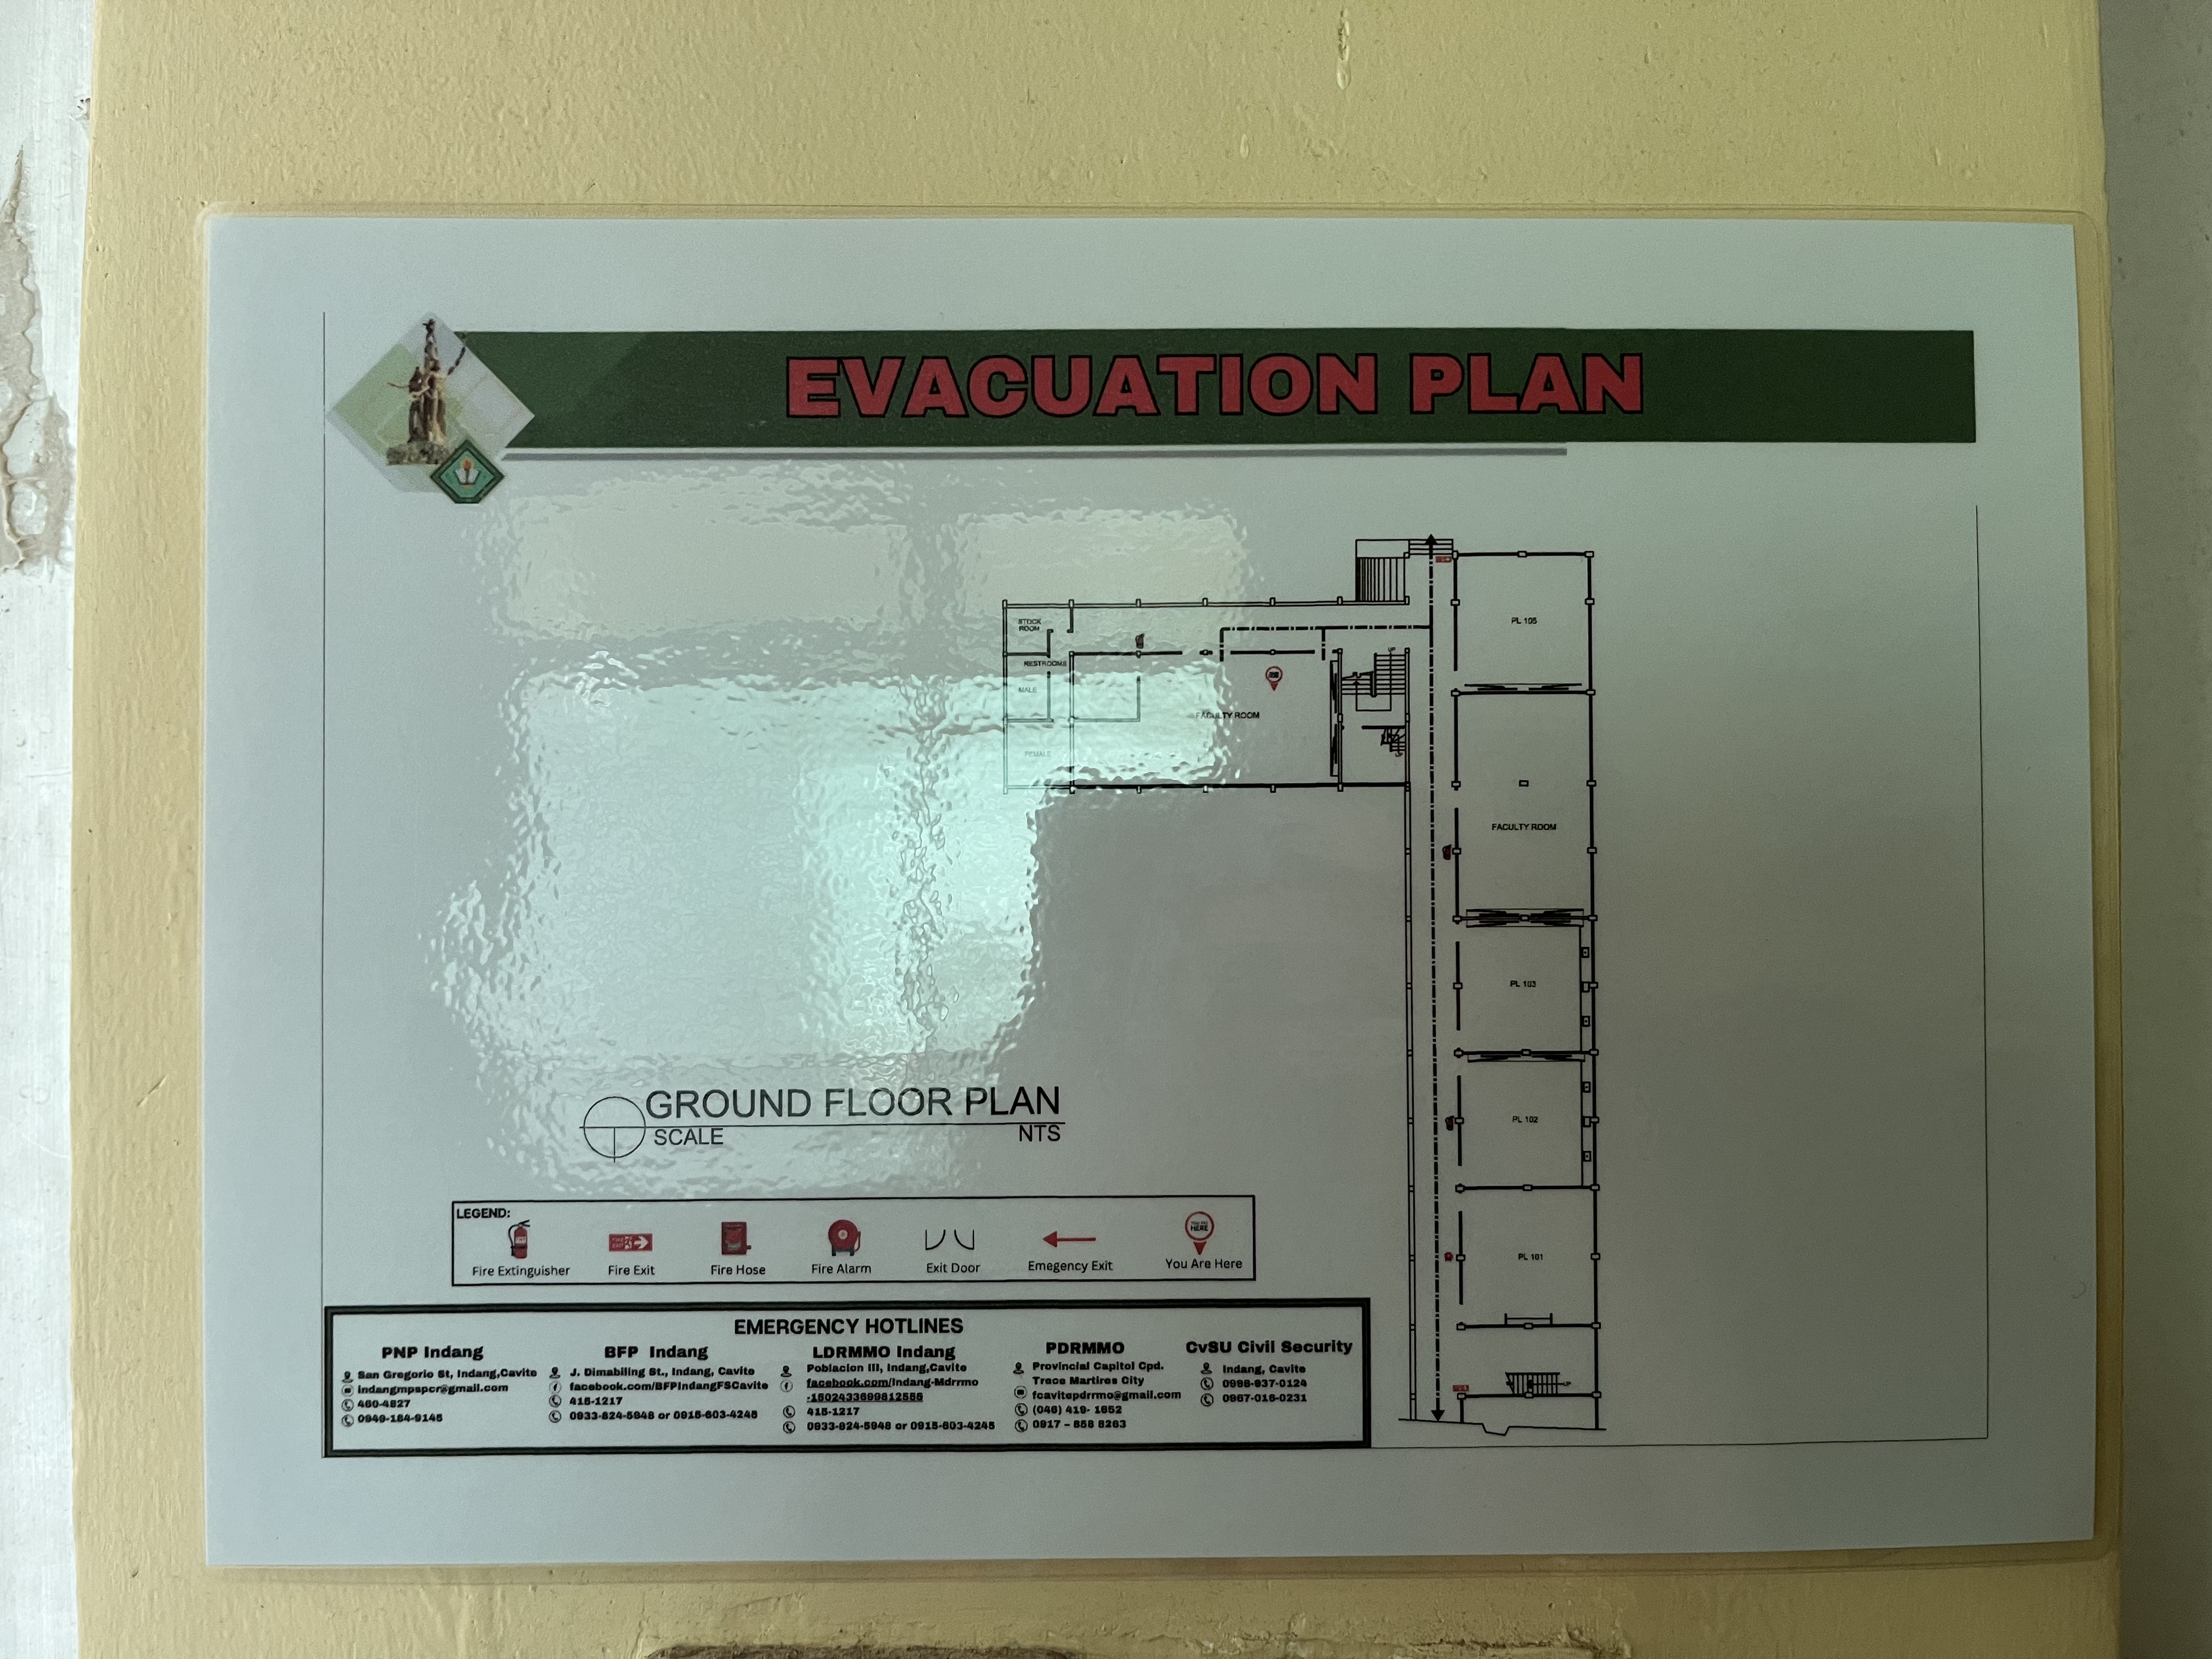 EVACUATION PLAN
STOCK
ROOM
RESTROOMS
MALE
FEMALE
FACULTY ROOM
UP
PL 105
FACULTY ROOM
PL 103
PL 102
PL 101
UP
GROUND FLOOR PLAN
SCALE NTS
LEGEND:
HERE
Fire Extinguisher
Fire Exit
Fire Hose
Fire Alarm
Exit Door
Emegency Exit
You Are Here
EMERGENCY HOTLINES
PNP Indang
San Gregorio St, Indang,Cavite
indangmpspcr@gmail.com
460-4927
0949-184-9145
BFP Indang
J. Dimabiling St., Indang, Cavite
facebook.com/BFPIndangFSCavite
415-1217
0933-824-5948 or 0915-603-4245
LDRMMO Indang
Poblacion III, Indang,Cavite
facebook.com/Indang-Mdrrmo
-1502433699812555
415-1217
0933-824-5948 or 0915-603-4245
PDRMMO
Provincial Capitol Cpd.
Trece Martires City
fcavitepdrrmo@gmail.com
(046) 419- 1652
0917 – 658 8263
CvSU Civil Security
Indang, Cavite
0998-937-0124
0967-016-0231